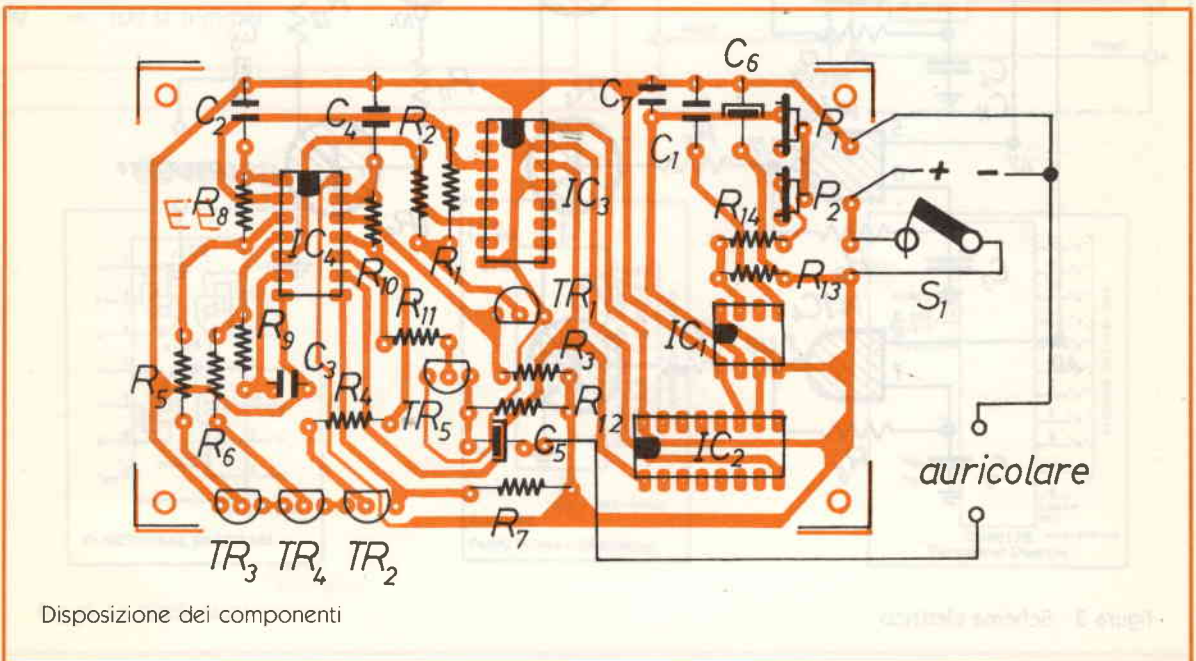 C6
C2
C4
R2
C7
C1
P1
IC3
P2
+ -
R8
E.E
IC4
R14
R1
R10
R13
S1
TR1
R11
R9
IC1
R3
C3
R5
R4
TR5
R12
C5
IC2
R6
auricolare
R7
TR3 TR4 TR2
Disposizione dei componenti